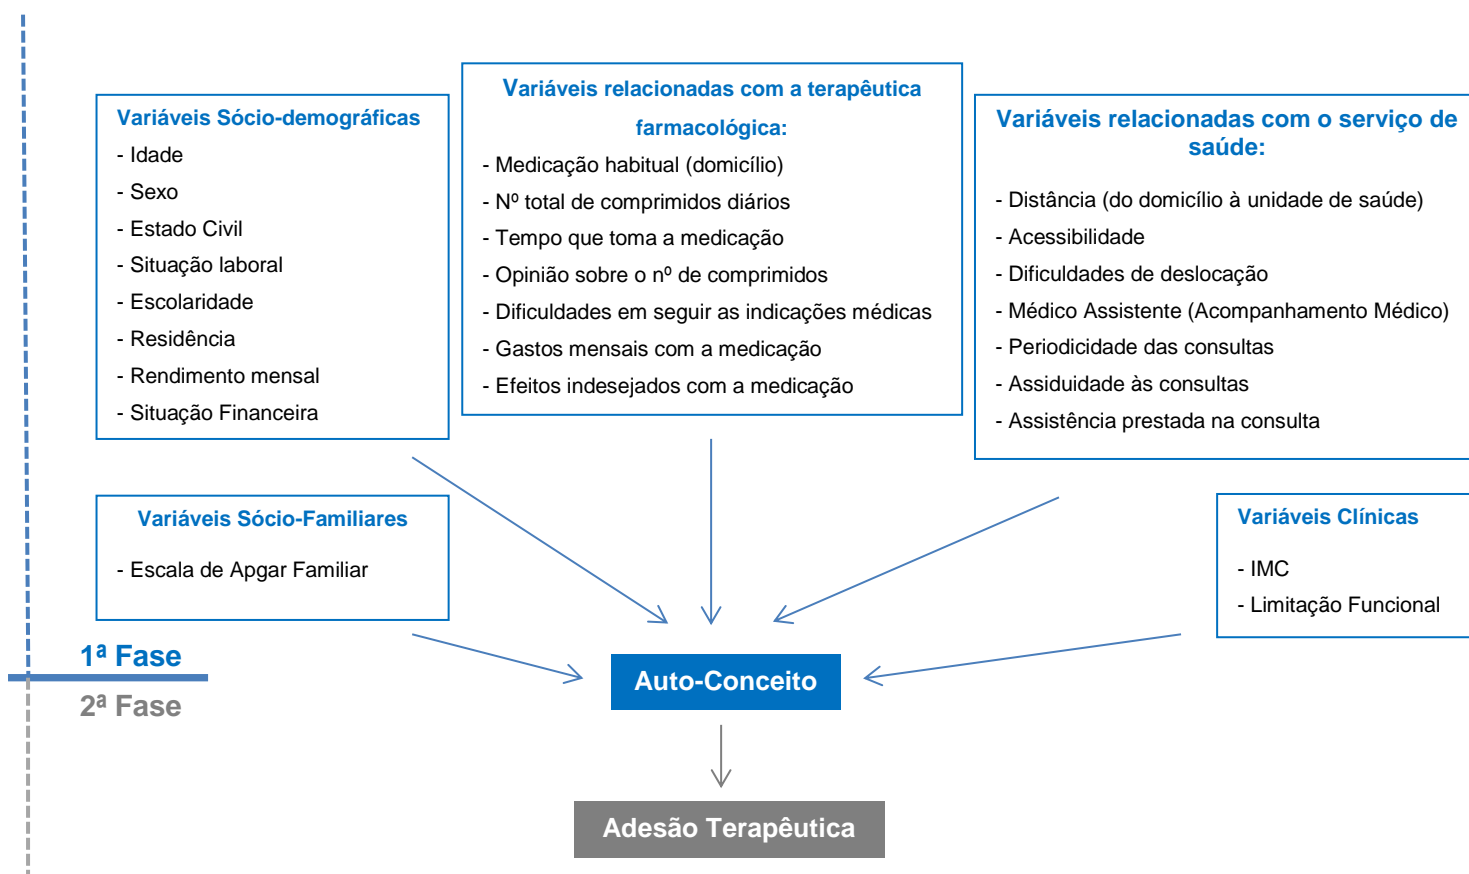 Variáveis Sócio-demográficas
- Idade
- Sexo
- Estado Civil
- Situação laboral
- Escolaridade
- Residência
- Rendimento mensal
- Situação Financeira
Variáveis relacionadas com a terapêutica
farmacológica:
- Medicação habitual (domicílio)
- Nº total de comprimidos diários
- Tempo que toma a medicação
- Opinião sobre o nº de comprimidos
- Dificuldades em seguir as indicações médicas
- Gastos mensais com a medicação
- Efeitos indesejados com a medicação
Variáveis relacionadas com o serviço de
saúde:
- Distância (do domicílio à unidade de saúde)
- Acessibilidade
- Dificuldades de deslocação
- Médico Assistente (Acompanhamento Médico)
- Periodicidade das consultas
- Assiduidade às consultas
- Assistência prestada na consulta
Variáveis Sócio-Familiares
- Escala de Apgar Familiar
Variáveis Clínicas
- IMC
- Limitação Funcional
1ª Fase
2ª Fase
Auto-Conceito
Adesão Terapêutica